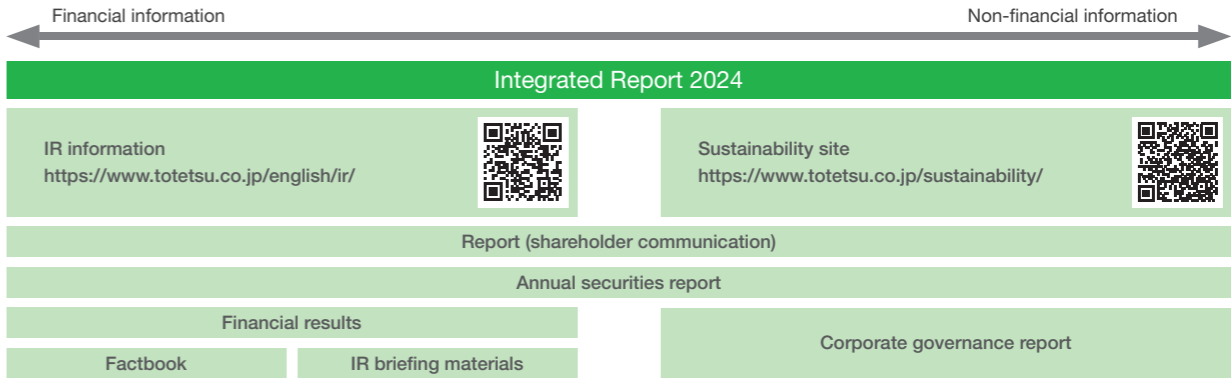 Financial information
Non-financial information
Integrated Report 2024
IR information
https://www.totetsu.co.jp/english/ir/
Sustainability site
https://www.totetsu.co.jp/sustainability/
Report (shareholder communication)
Annual securities report
Financial results
Factbook
IR briefing materials
Corporate governance report